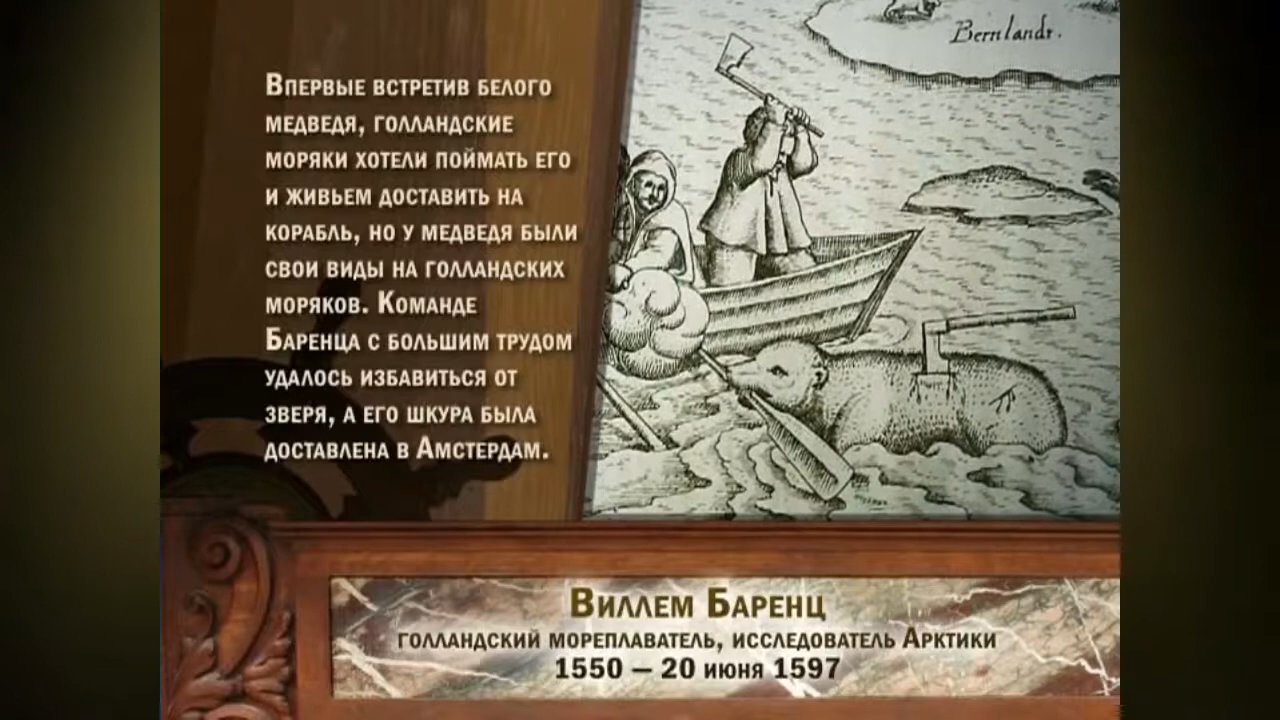 Bernlandt.
Впервые встретив белого
медведя, голландские
моряки хотели поймать его
и живьем доставить на
корабль, но у медведя были
свои виды на голландских
моряков. Команде
Баренца с большим трудом
удалось избавиться от
зверя, а его шкура была
доставлена в Амстердам.
Виллем Баренц
голландский мореплаватель, исследователь Арктики
1550 – 20 июня 1597